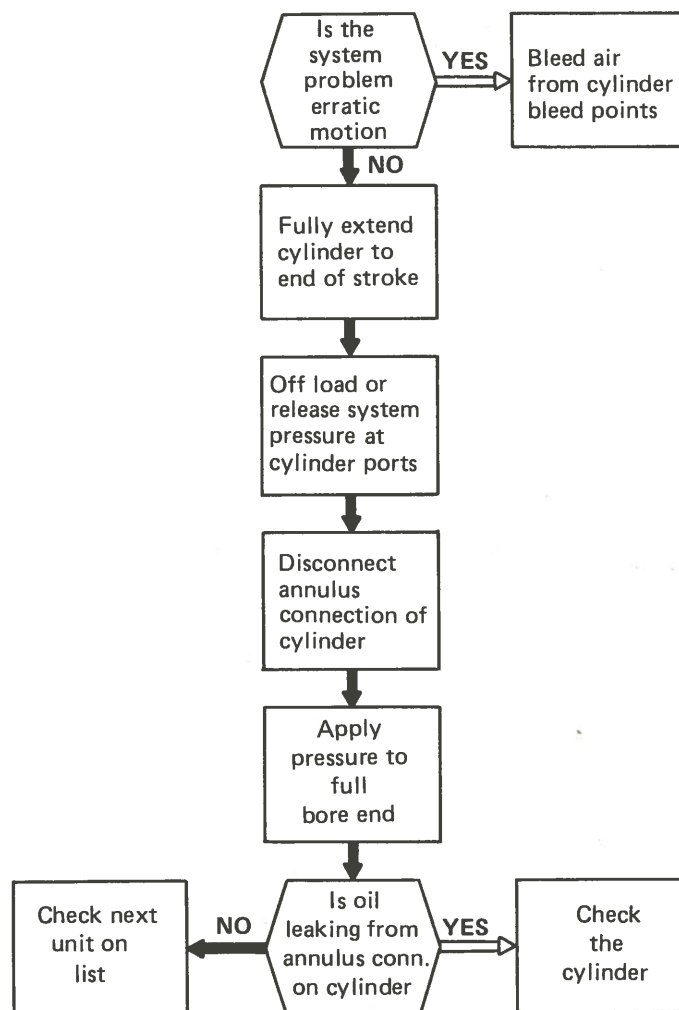 Is the
system
problem
erratic
motion
YES
Bleed air
from cylinder
bleed points
NO
Fully extend
cylinder to
end of stroke
Off load or
release system
pressure at
cylinder ports
Disconnect
annulus
connection of
cylinder
Apply
pressure to
full
bore end
Check next
unit on
list
NO
Is oil
leaking from
annulus conn.
on cylinder
YES
Check
the
cylinder